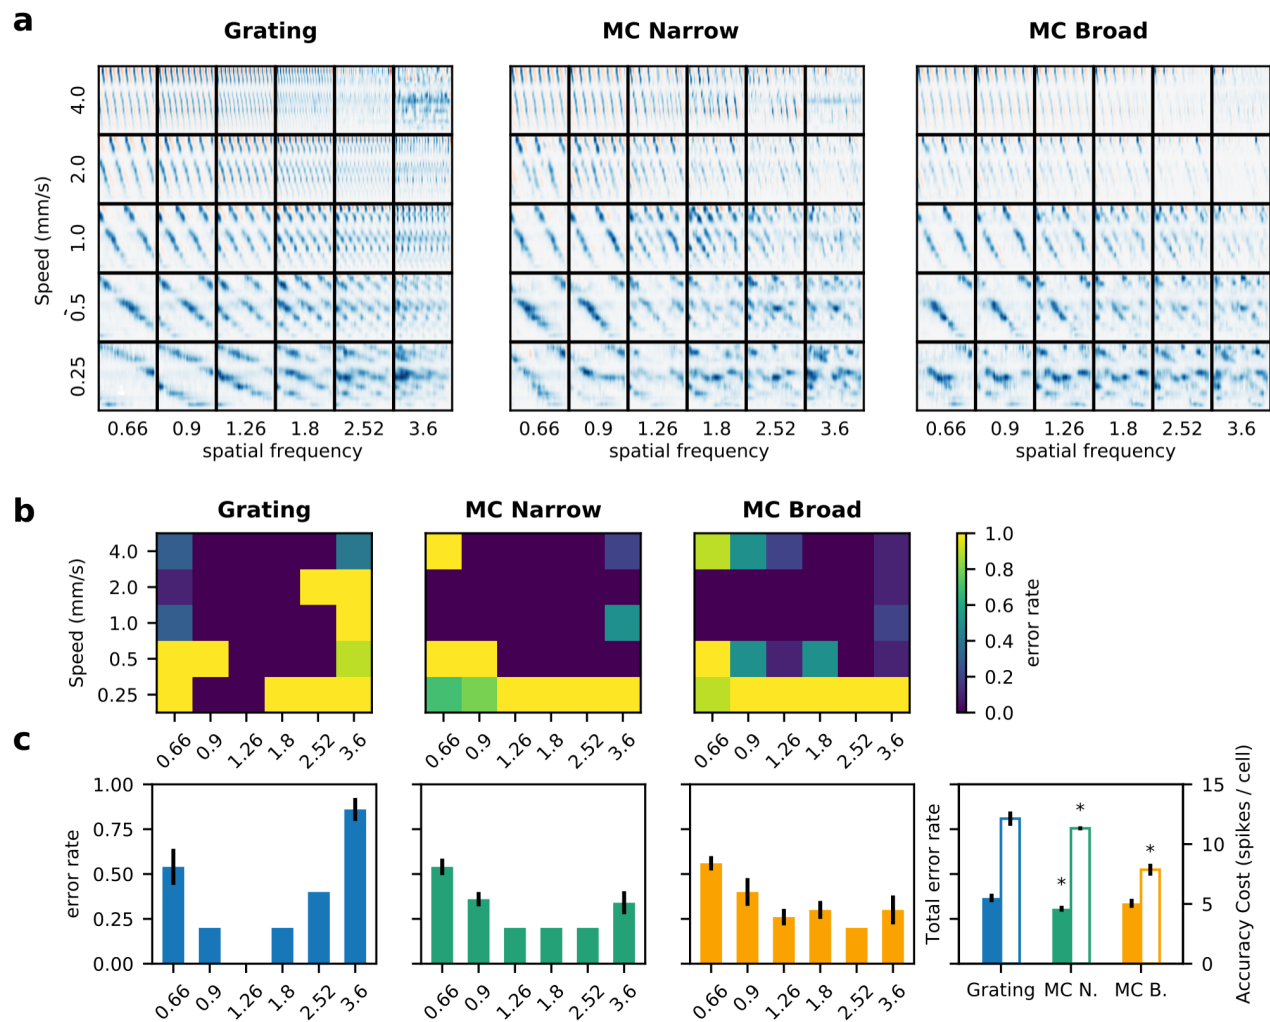 a
Grating
MC Narrow
MC Broad
Speed (mm/s)
4.0
2.0
1.0
0.5
0.25
0.66 0.9 1.26 1.8 2.52 3.6
spatial frequency
0.66 0.9 1.26 1.8 2.52 3.6
spatial frequency
0.66 0.9 1.26 1.8 2.52 3.6
spatial frequency
b
Grating
MC Narrow
MC Broad
Speed (mm/s)
4.0
2.0
1.0
0.5
0.25
0.66 0.9 1.26 1.8 2.52 3.6
0.66 0.9 1.26 1.8 2.52 3.6
0.66 0.9 1.26 1.8 2.52 3.6
1.0
0.8
0.6
0.4
0.2
0.0
error rate
c
error rate
1.00
0.75
0.50
0.25
0.00
0.66 0.9 1.26 1.8 2.52 3.6
0.66 0.9 1.26 1.8 2.52 3.6
0.66 0.9 1.26 1.8 2.52 3.6
Total error rate
* * *
*
Grating MC N. MC B.
15
10
5
0
Accuracy Cost (spikes / cell)